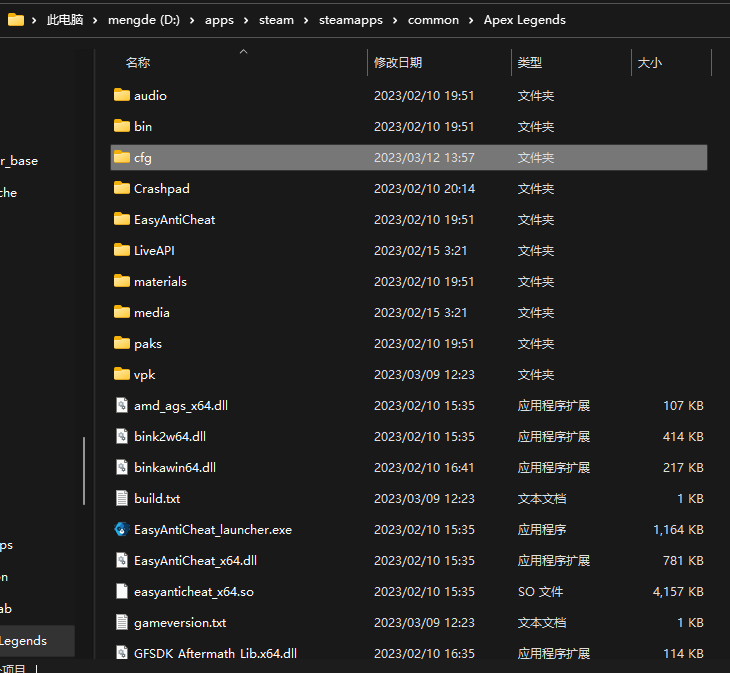 此电脑 › mengde (D:) › apps › steam › steamapps › common › Apex Legends
名称 修改日期 类型 大小
audio 2023/02/10 19:51 文件夹
bin 2023/02/10 19:51 文件夹
r_base
cfg 2023/03/12 13:57 文件夹
che
Crashpad 2023/02/10 20:14 文件夹
EasyAntiCheat 2023/02/10 19:51 文件夹
LiveAPI 2023/02/15 3:21 文件夹
materials 2023/02/10 19:51 文件夹
media 2023/02/15 3:21 文件夹
paks 2023/02/10 19:51 文件夹
vpk 2023/03/09 12:23 文件夹
amd_ags_x64.dll 2023/02/10 15:35 应用程序扩展 107 KB
bink2w64.dll 2023/02/10 15:35 应用程序扩展 414 KB
binkawin64.dll 2023/02/10 16:41 应用程序扩展 217 KB
build.txt 2023/03/09 12:23 文本文档 1 KB
EasyAntiCheat_launcher.exe 2023/02/10 15:35 应用程序 1,164 KB
ps
EasyAntiCheat_x64.dll 2023/02/10 15:35 应用程序扩展 781 KB
on
easyanticheat_x64.so 2023/02/10 15:35 SO 文件 4,157 KB
ab
gameversion.txt 2023/03/09 12:23 文本文档 1 KB
Legends
GFSDK_Aftermath_Lib.x64.dll 2023/02/10 16:35 应用程序扩展 114 KB
项目